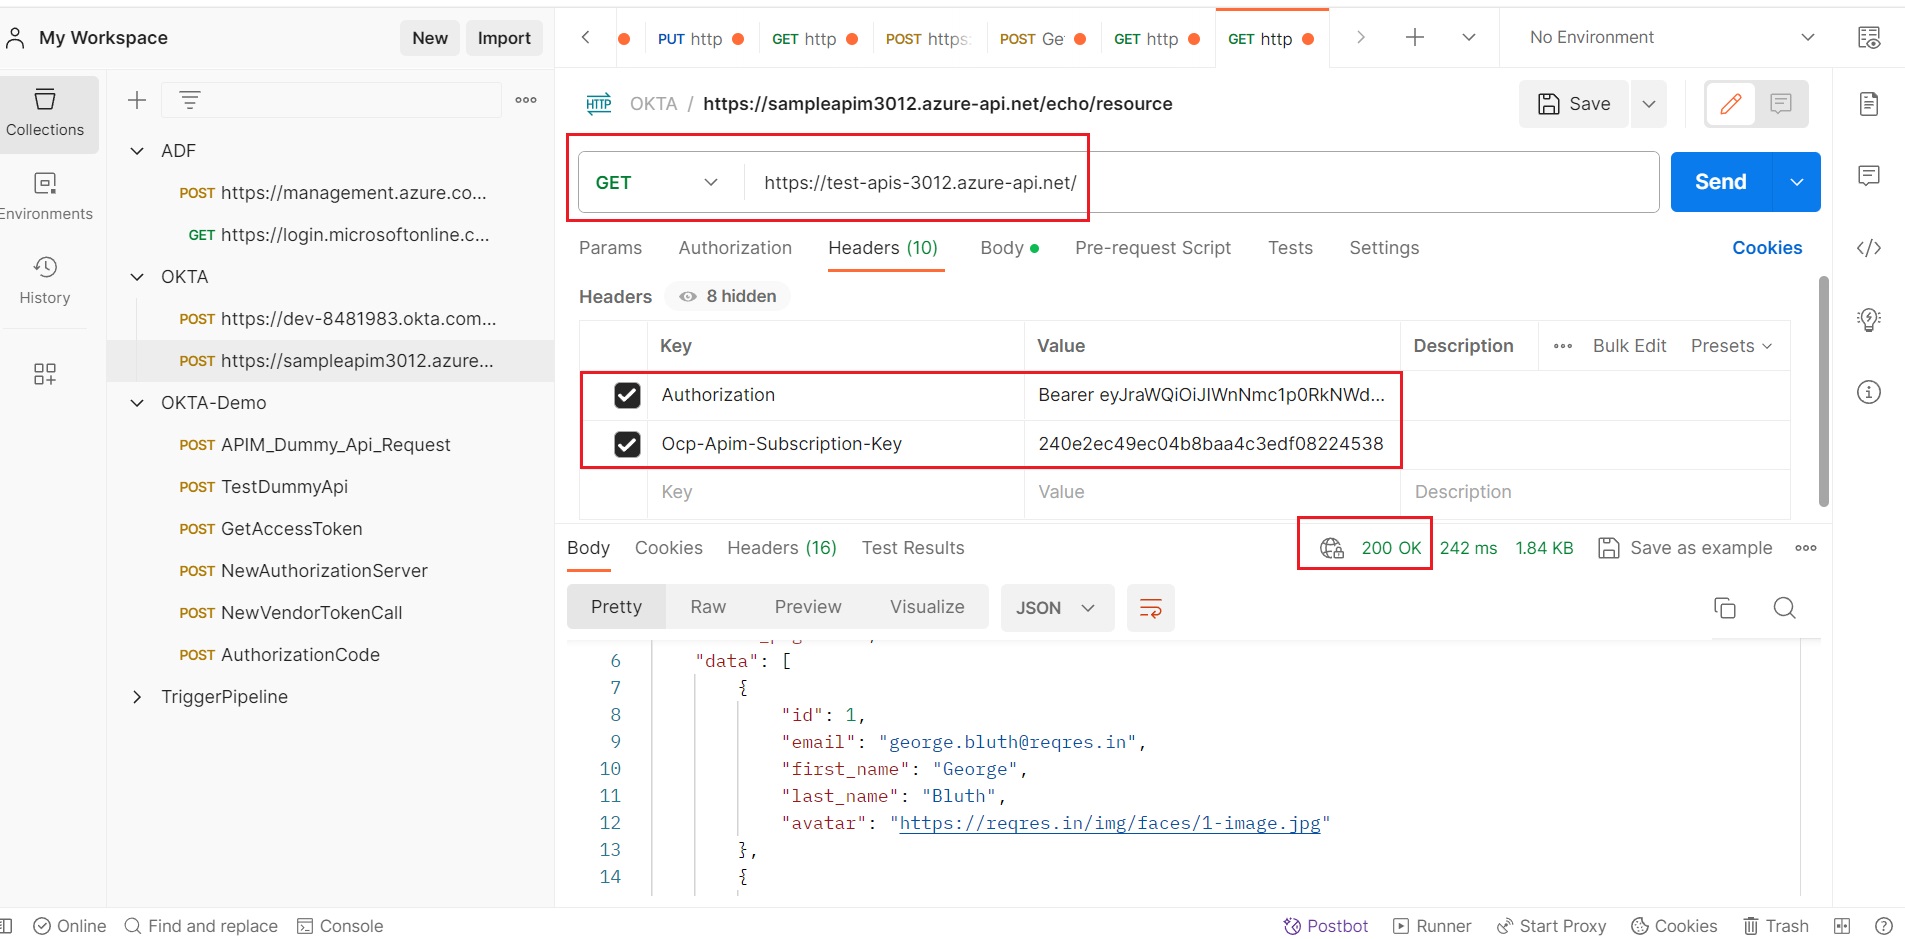 My Workspace
New
Import
PUT http
GET http
POST https:
POST Ge
GET http
GET http
No Environment
Collections
Environments
History
ADF
POST https://management.azure.co...
GET https://login.microsoftonline.c...
OKTA
POST https://dev-8481983.okta.com...
POST https://sampleapim3012.azure...
OKTA-Demo
POST APIM_Dummy_Api_Request
POST TestDummyApi
POST GetAccessToken
POST NewAuthorizationServer
POST NewVendorTokenCall
POST AuthorizationCode
TriggerPipeline
HTTP OKTA / https://sampleapim3012.azure-api.net/echo/resource
Save
GET https://test-apis-3012.azure-api.net/
Send
Params Authorization Headers (10) Body Pre-request Script Tests Settings Cookies
Headers 8 hidden
Key Value Description Bulk Edit Presets
Authorization Bearer eyJraWQiOiJIWnNmc1p0RkNWd...
Ocp-Apim-Subscription-Key 240e2ec49ec04b8baa4c3edf08224538
Key Value Description
Body Cookies Headers (16) Test Results 200 OK 242 ms 1.84 KB Save as example
Pretty Raw Preview Visualize JSON
6 "data": [
7 {
8 "id": 1,
9 "email": "george.bluth@reqres.in",
10 "first_name": "George",
11 "last_name": "Bluth",
12 "avatar": "https://reqres.in/img/faces/1-image.jpg"
13 },
14 {
Online Find and replace Console Postbot Runner Start Proxy Cookies Trash